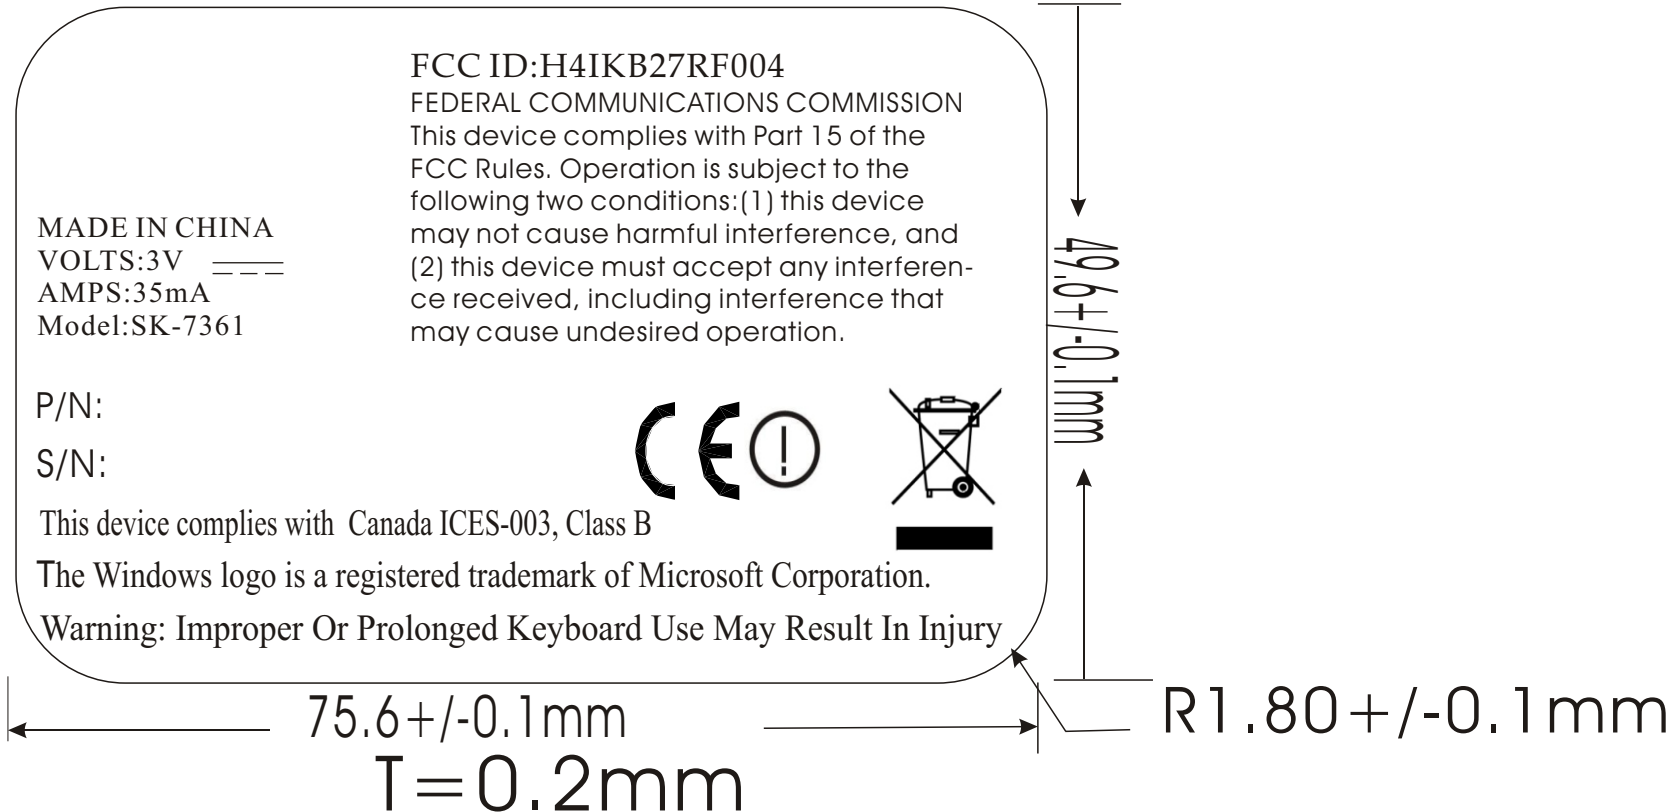 FCC ID:H4IKB27RF004
FEDERAL COMMUNICATIONS COMMISSION
This device complies with Part 15 of the
FCC Rules. Operation is subject to the
following two conditions:(1) this device
may not cause harmful interference, and
(2) this device must accept any interferen-
ce received, including interference that
may cause undesired operation.
MADE IN CHINA
VOLTS:3V
AMPS:35mA
Model:SK-7361
P/N:
S/N:
CE
This device complies with Canada ICES-003, Class B
The Windows logo is a registered trademark of Microsoft Corporation.
Warning: Improper Or Prolonged Keyboard Use May Result In Injury
49.6+/-0.1mm
75.6+/-0.1mm
R1.80+/-0.1mm
T=0.2mm